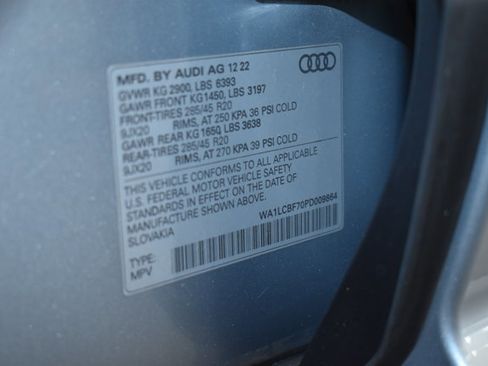 MFD. BY AUDI AG 12 22
GVWR KG 2900, LBS 6393
GAWR FRONT KG1450, LBS 3197
FRONT-TIRES 285/45 R20
9JX20 RIMS, AT 250 KPA 36 PSI COLD
GAWR REAR KG 1650, LBS 3638
REAR-TIRES 285/45 R20
9JX20 RIMS, AT 270 KPA 39 PSI COLD
THIS VEHICLE CONFORMS TO ALL APPLICABLE
U.S. FEDERAL MOTOR VEHICLE SAFETY
STANDARDS IN EFFECT ON THE DATE OF
MANUFACTURE SHOWN ABOVE.
SLOVAKIA
WA1LCBF70PD009864
TYPE:
MPV